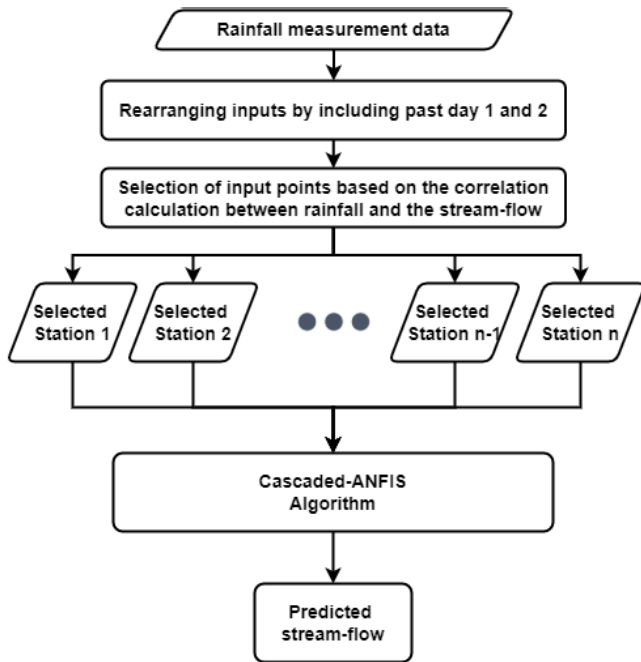 Rainfall measurement data
Rearranging inputs by including past day 1 and 2
Selection of input points based on the correlation
calculation between rainfall and the stream-flow
Selected
Station 1
Selected
Station 2
Selected
Station n-1
Selected
Station n
Cascaded-ANFIS
Algorithm
Predicted
stream-flow